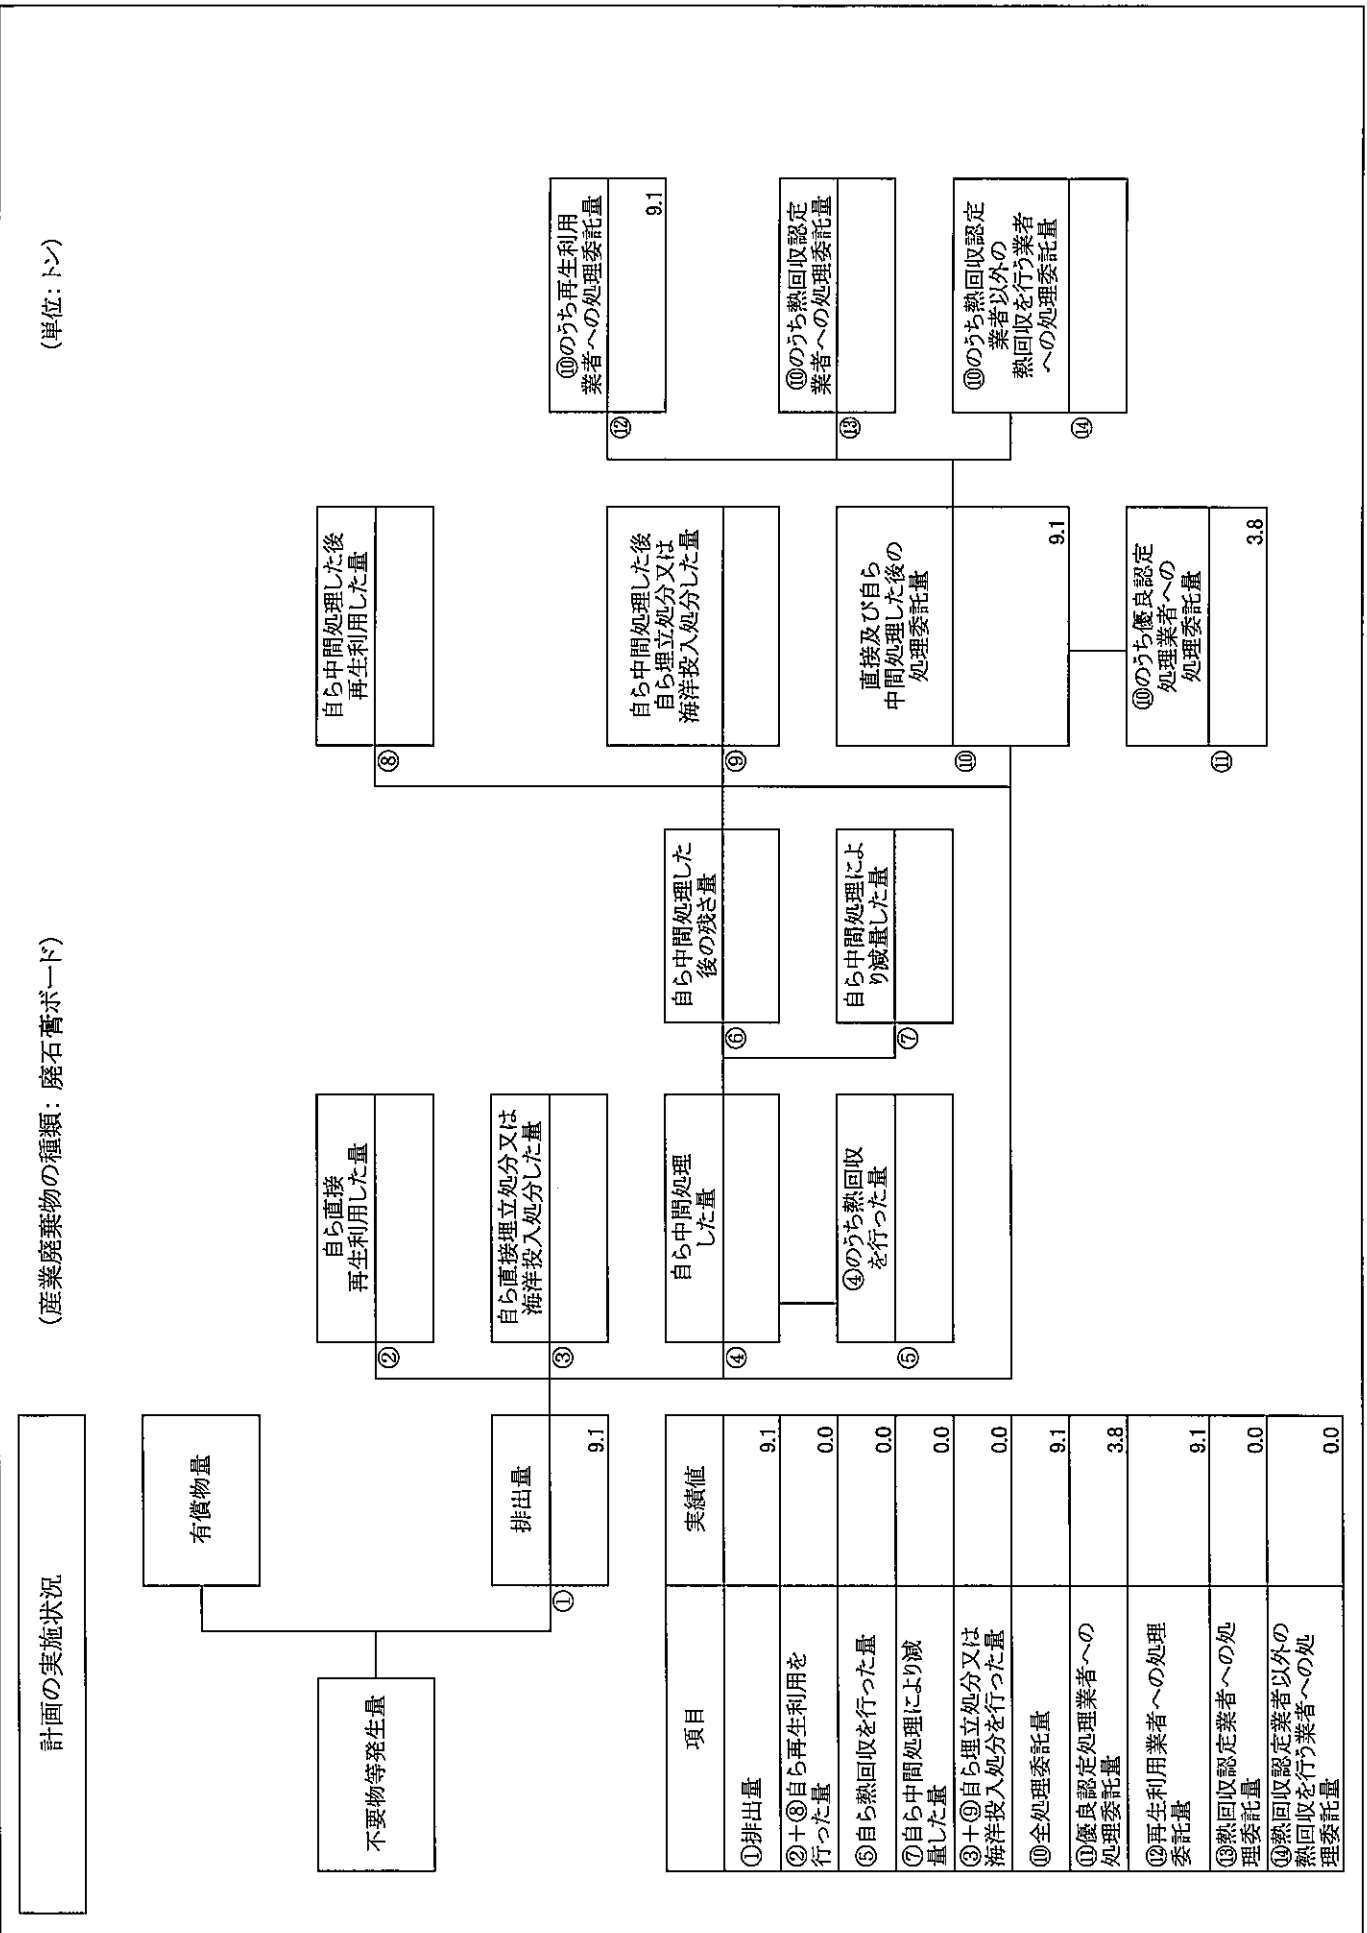 計画の実施状況
(産業廃棄物の種類: 廃石膏ボード)
(単位: トン)
有償物量
不要物等発生量
①
排出量
9.1
②
自ら直接
再生利用した量
③
自ら直接埋立処分又は
海洋投入処分した量
④
自ら中間処理
した量
⑤
④のうち熱回収
を行った量
⑥
自ら中間処理した
後の残さ量
⑦
自ら中間処理によ
り減量した量
⑧
自ら中間処理した後
再生利用した量
⑨
自ら中間処理した後
自ら埋立処分又は
海洋投入処分した量
⑩
直接及び自ら
中間処理した後の
処理委託量
9.1
⑪
⑩のうち優良認定
処理業者への
処理委託量
3.8
⑫
⑩のうち再生利用
業者への処理委託量
9.1
⑬
⑩のうち熱回収認定
業者への処理委託量
⑭
⑩のうち熱回収認定
業者以外の
熱回収を行う業者
への処理委託量
項目
実績値
①排出量
9.1
②＋⑧自ら再生利用を
行った量
0.0
⑤自ら熱回収を行った量
0.0
⑦自ら中間処理により減
量した量
0.0
③＋⑨自ら埋立処分又は
海洋投入処分を行った量
0.0
⑩全処理委託量
9.1
⑪優良認定処理業者への
処理委託量
3.8
⑫再生利用業者への処理
委託量
9.1
⑬熱回収認定業者への処
理委託量
0.0
⑭熱回収認定業者以外の
熱回収を行う業者への処
理委託量
0.0